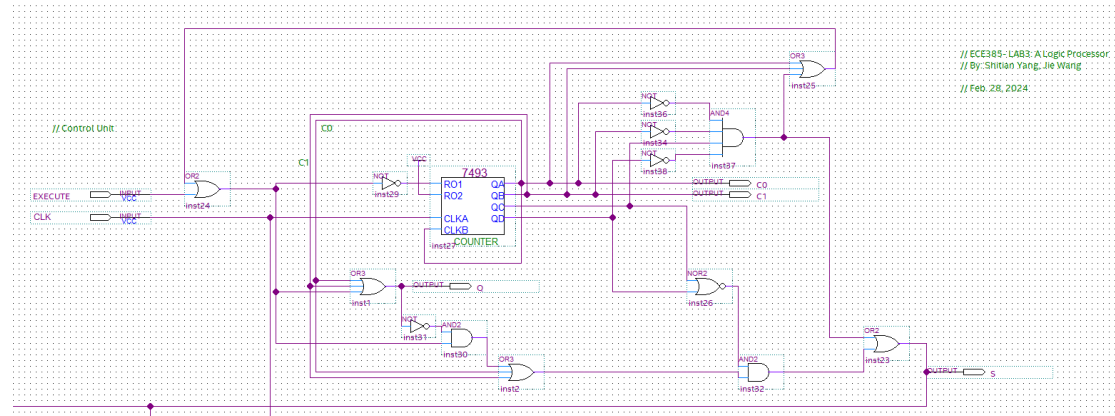 // ECE385- LAB3: A Logic Processor
// By: Shitian Yang, Jie Wang
// Feb. 28, 2024
// Control Unit
C0
C1
OR3
inst25
NOT
inst36
NOT
inst34
NOT
inst38
AND4
inst37
OR2
inst24
EXECUTE
INPUT
VCC
CLK
INPUT
VCC
NOT
inst29
VCC
7493
RO1
RO2
CLKA
CLKB
QA
QB
QC
QD
COUNTER
inst27
OUTPUT
C0
OUTPUT
C1
OR3
inst1
OUTPUT
Q
NOT
inst31
AND2
inst30
OR3
inst2
NOR2
inst26
AND2
inst32
OR2
inst23
OUTPUT
S